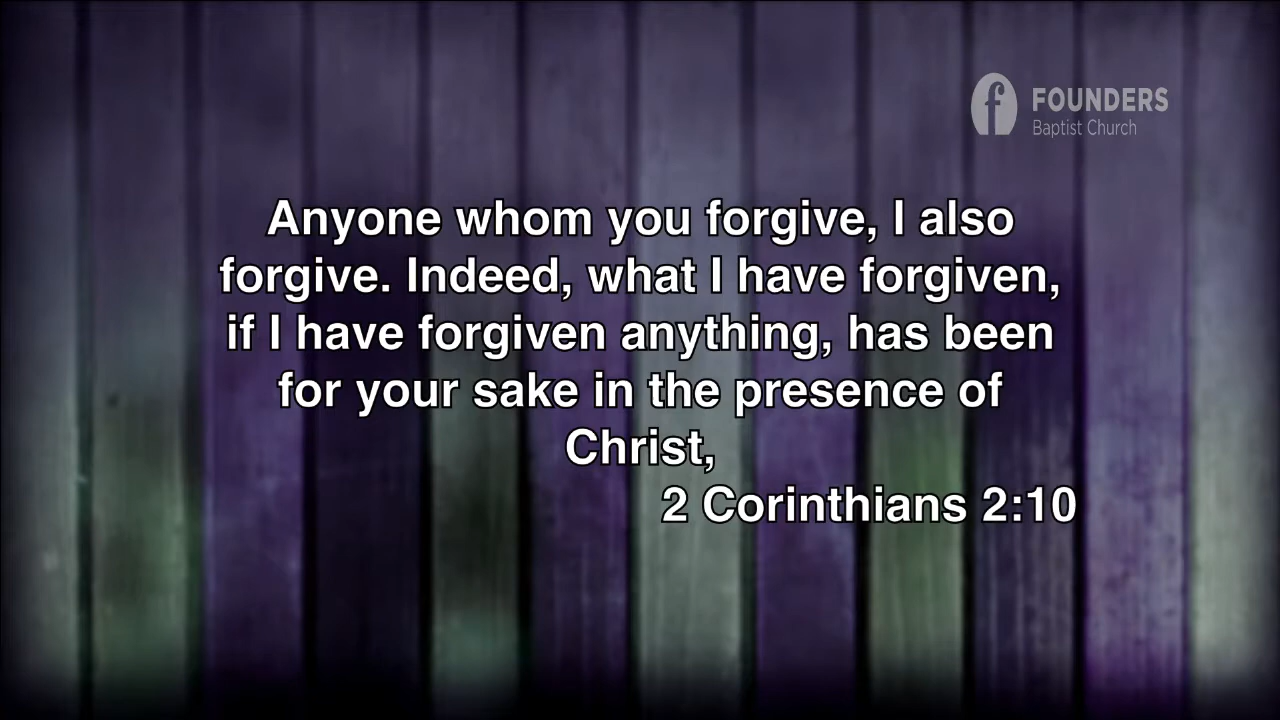 FOUNDERS
Baptist Church
Anyone whom you forgive, I also
forgive. Indeed, what I have forgiven,
if I have forgiven anything, has been
for your sake in the presence of
Christ,
2 Corinthians 2:10